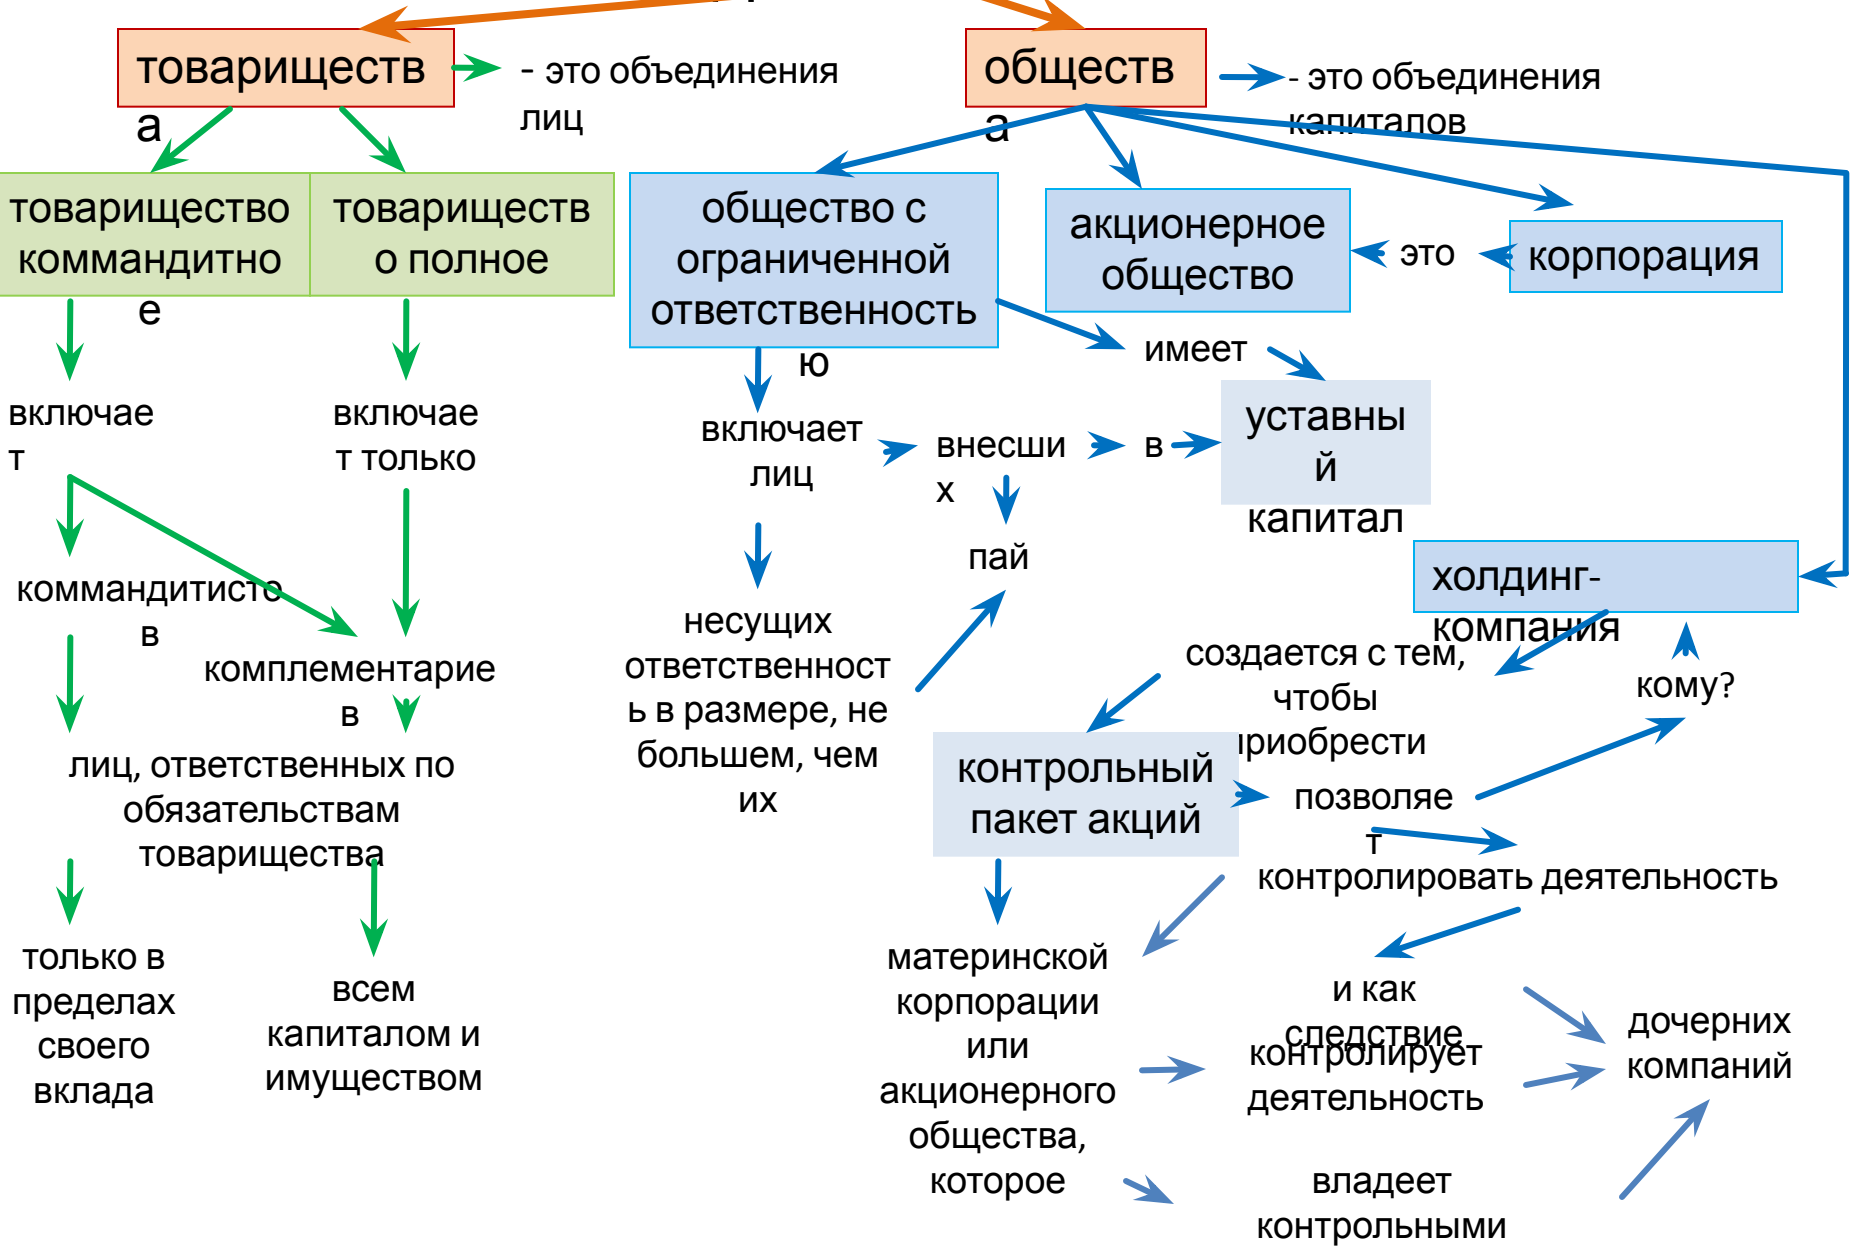 товариществ
а
- это объединения
лиц
обществ
а
- это объединения
капиталов
товарищество
коммандитно
е
товариществ
о полное
общество с
ограниченной
ответственность
ю
акционерное
общество
это
корпорация
имеет
включае
т
включае
т только
включает
лиц
внесши
х
в
уставны
й
капитал
пай
коммандитисто
в
комплементарие
в
несущих
ответственност
ь в размере, не
большем, чем
их
холдинг-
компания
создается с тем,
чтобы
приобрести
кому?
лиц, ответственных по
обязательствам
товарищества
контрольный
пакет акций
позволяе
т
контролировать деятельность
только в
пределах
своего
вклада
всем
капиталом и
имуществом
материнской
корпорации
или
акционерного
общества,
которое
и как
следствие
контролирует
деятельность
дочерних
компаний
владеет
контрольными